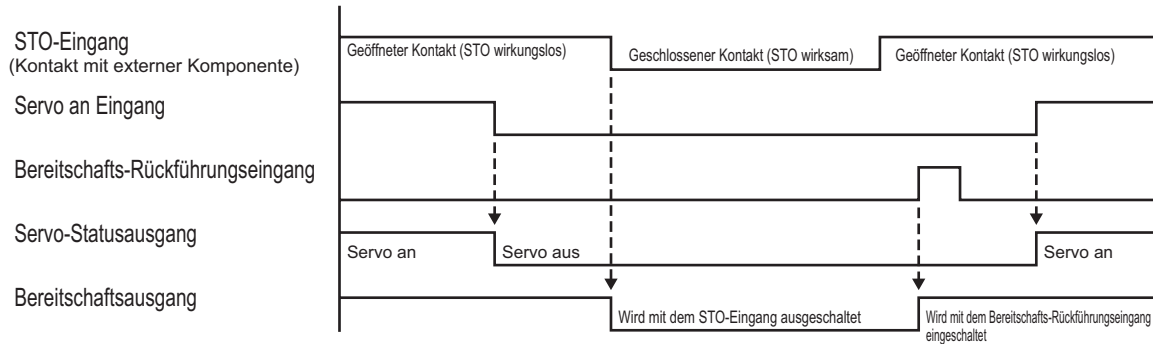 STO-Eingang
(Kontakt mit externer Komponente)
Geöffneter Kontakt (STO wirkungslos)
Geschlossener Kontakt (STO wirksam)
Geöffneter Kontakt (STO wirkungslos)
Servo an Eingang
Bereitschafts-Rückführungseingang
Servo-Statusausgang
Servo an
Servo aus
Servo an
Bereitschaftsausgang
Wird mit dem STO-Eingang ausgeschaltet
Wird mit dem Bereitschafts-Rückführungseingang
eingeschaltet